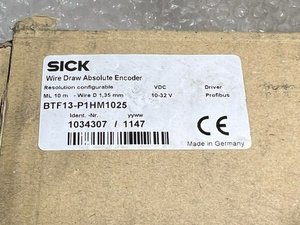 SICK
Wire Draw Absolute Encoder
Resolution configurable VDC Driver
ML 10 m - Wire D 1,35 mm 10-32 V Profibus
BTF13-P1HM1025
Ident. -Nr. yyww
1034307 / 1147
CE
Made in Germany